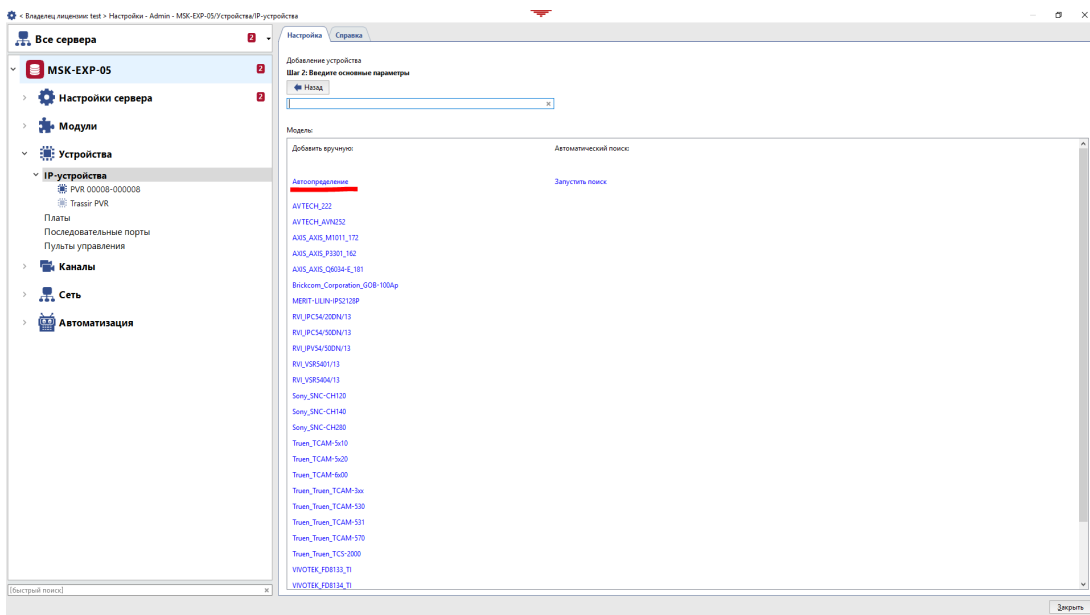 < Владелец лицензии: test > Настройки - Admin - MSK-EXP-05/Устройства/IP-устройства
Все сервера 2
MSK-EXP-05 2
Настройки сервера 2
Модули
Устройства
IP-устройства
PVR 00008-000008
Trassir PVR
Платы
Последовательные порты
Пульты управления
Каналы
Сеть
Автоматизация
[быстрый поиск]
Настройка Справка
Добавление устройства
Шаг 2: Введите основные параметры
Назад
Модель:
Добавить вручную: Автоматический поиск:
Автоопределение Запустить поиск
AVTECH_222
AVTECH_AVN252
AXIS_AXIS_M1011_172
AXIS_AXIS_P3301_162
AXIS_AXIS_Q6034-E_181
Brickcom_Corporation_GOB-100Ap
MERIT-LILIN-IPS2128P
RVI_IPC54/20DN/13
RVI_IPC54/50DN/13
RVI_IPV54/50DN/13
RVI_VSR5401/13
RVI_VSR5404/13
Sony_SNC-CH120
Sony_SNC-CH140
Sony_SNC-CH280
Truen_TCAM-5x10
Truen_TCAM-5x20
Truen_TCAM-6x00
Truen_Truen_TCAM-3xx
Truen_Truen_TCAM-530
Truen_Truen_TCAM-531
Truen_Truen_TCAM-570
Truen_Truen_TCS-2000
VIVOTEK_FD8133_TI
VIVOTEK_FD8134_TI
Закрыть